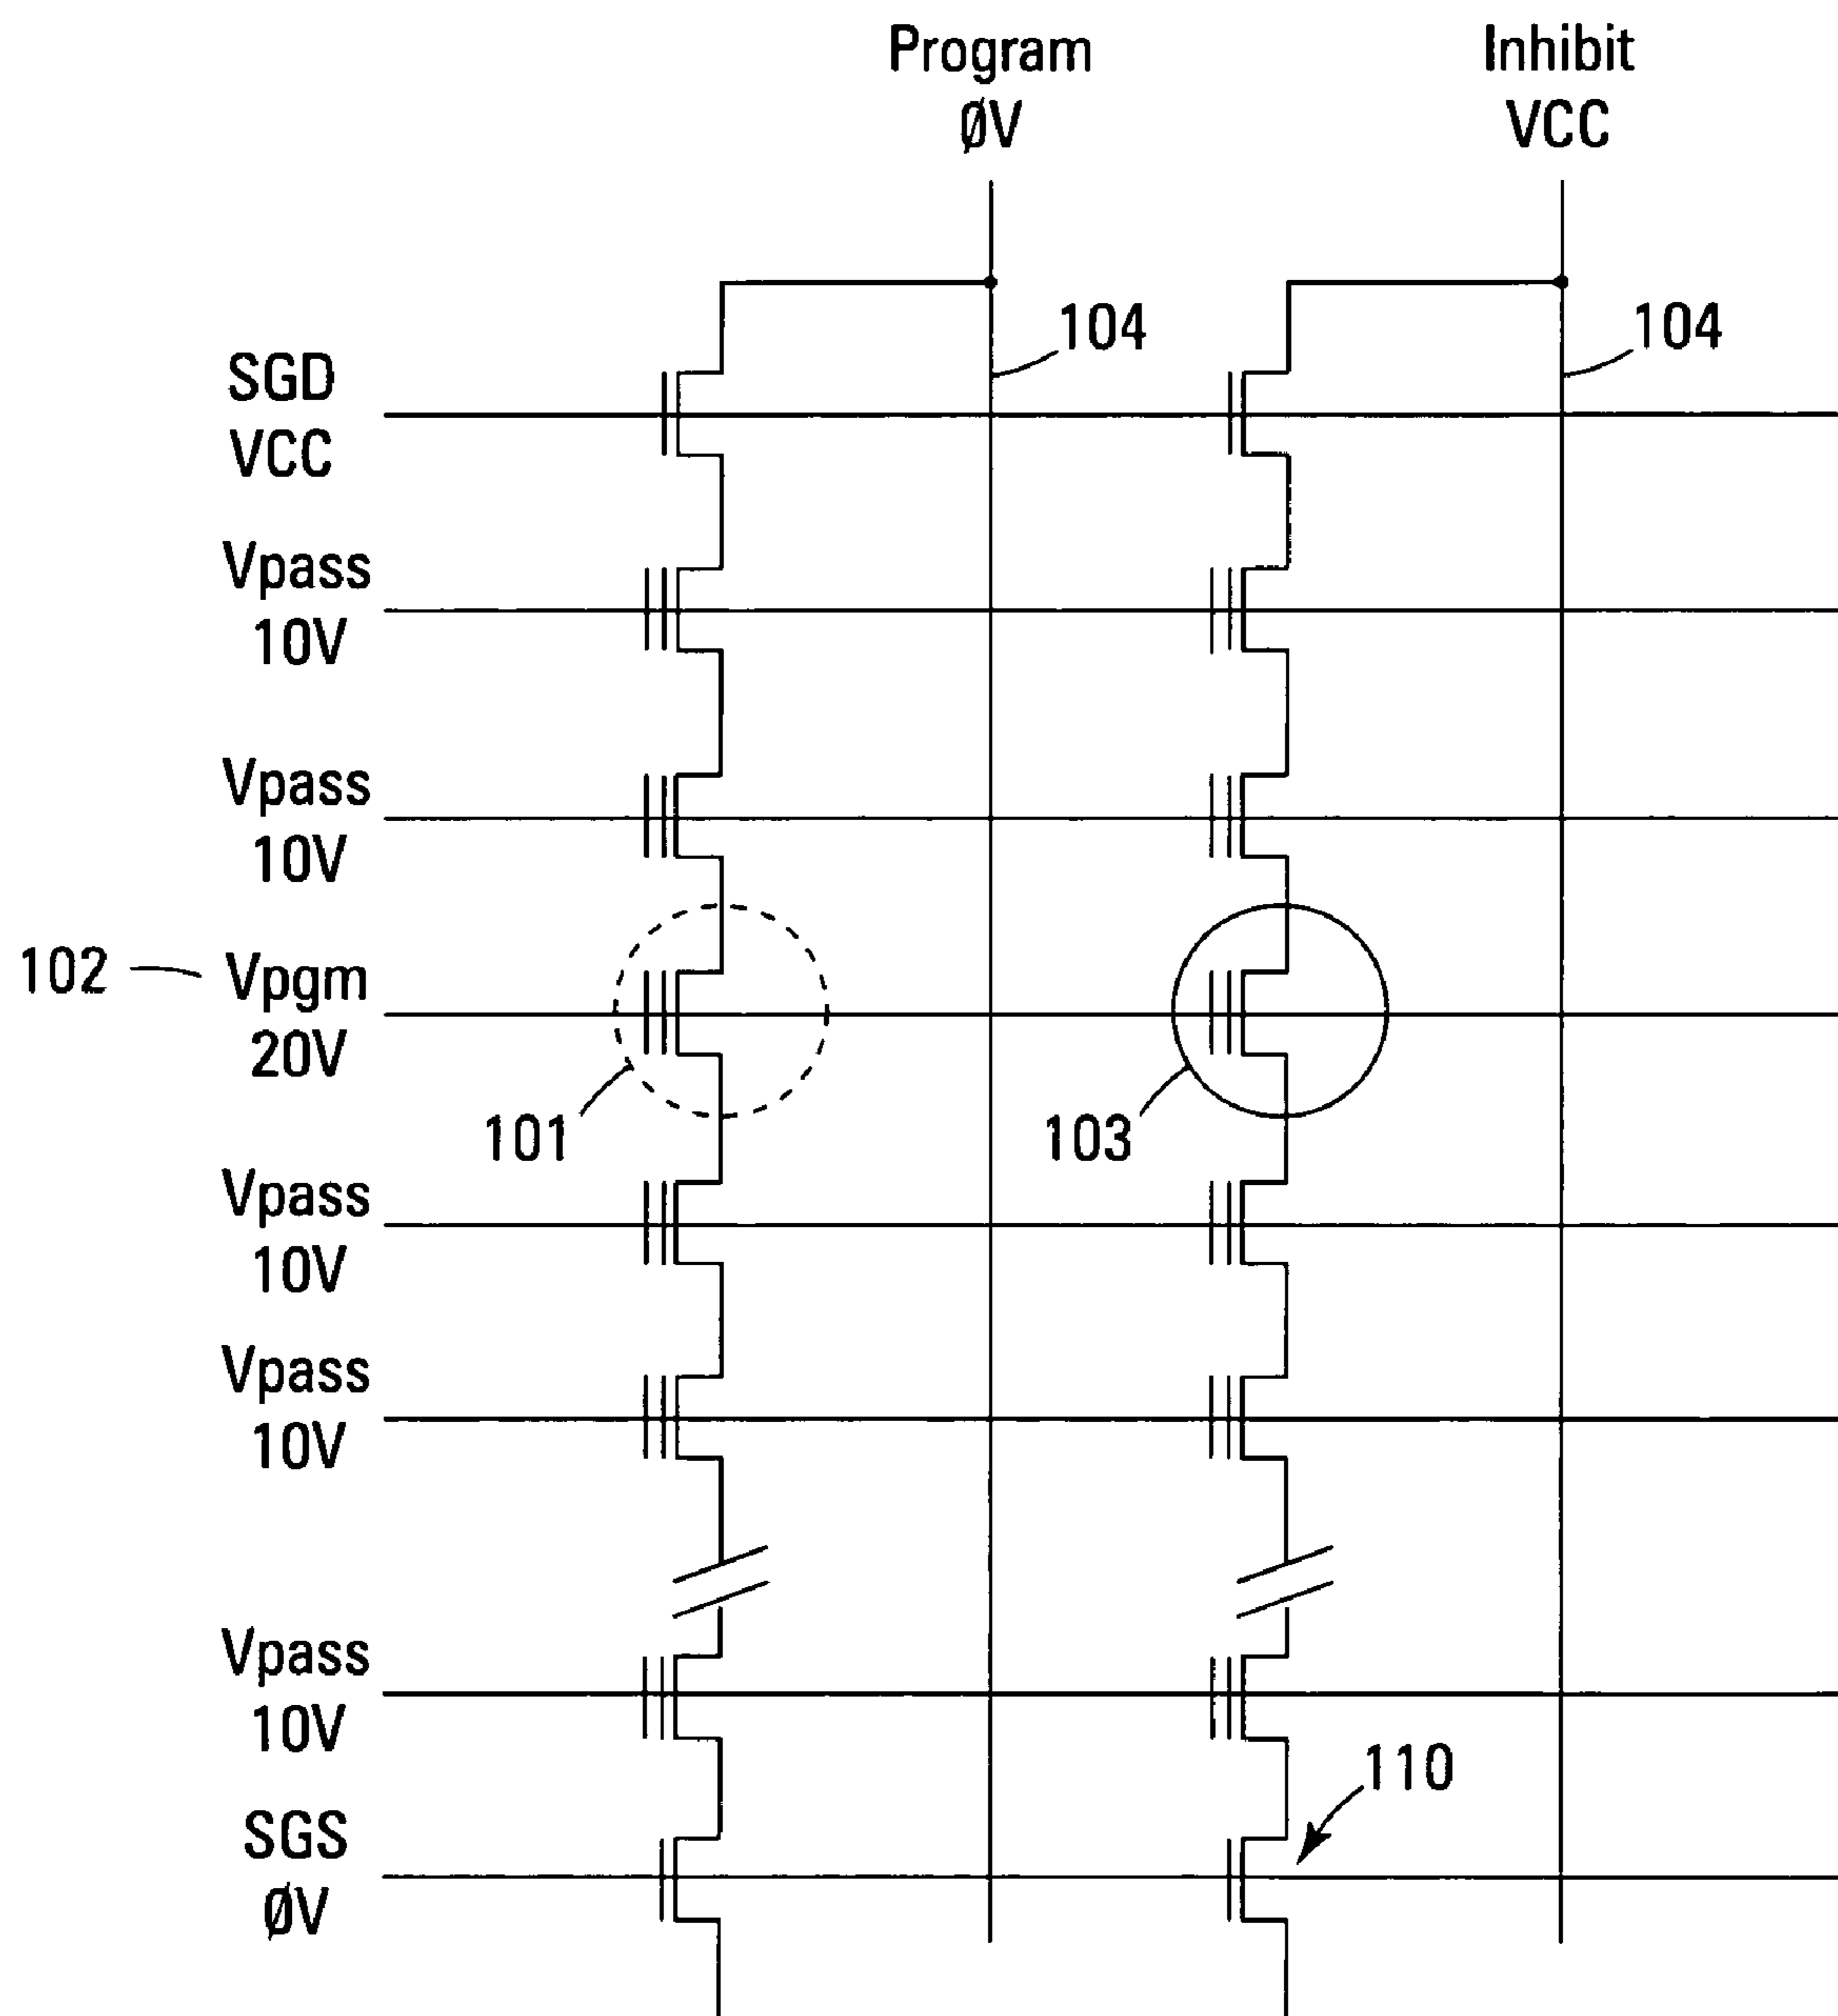 Program
ØV
Inhibit
VCC
104
104
SGD
VCC
Vpass
10V
Vpass
10V
102
Vpgm
20V
101
103
Vpass
10V
Vpass
10V
Vpass
10V
110
SGS
ØV